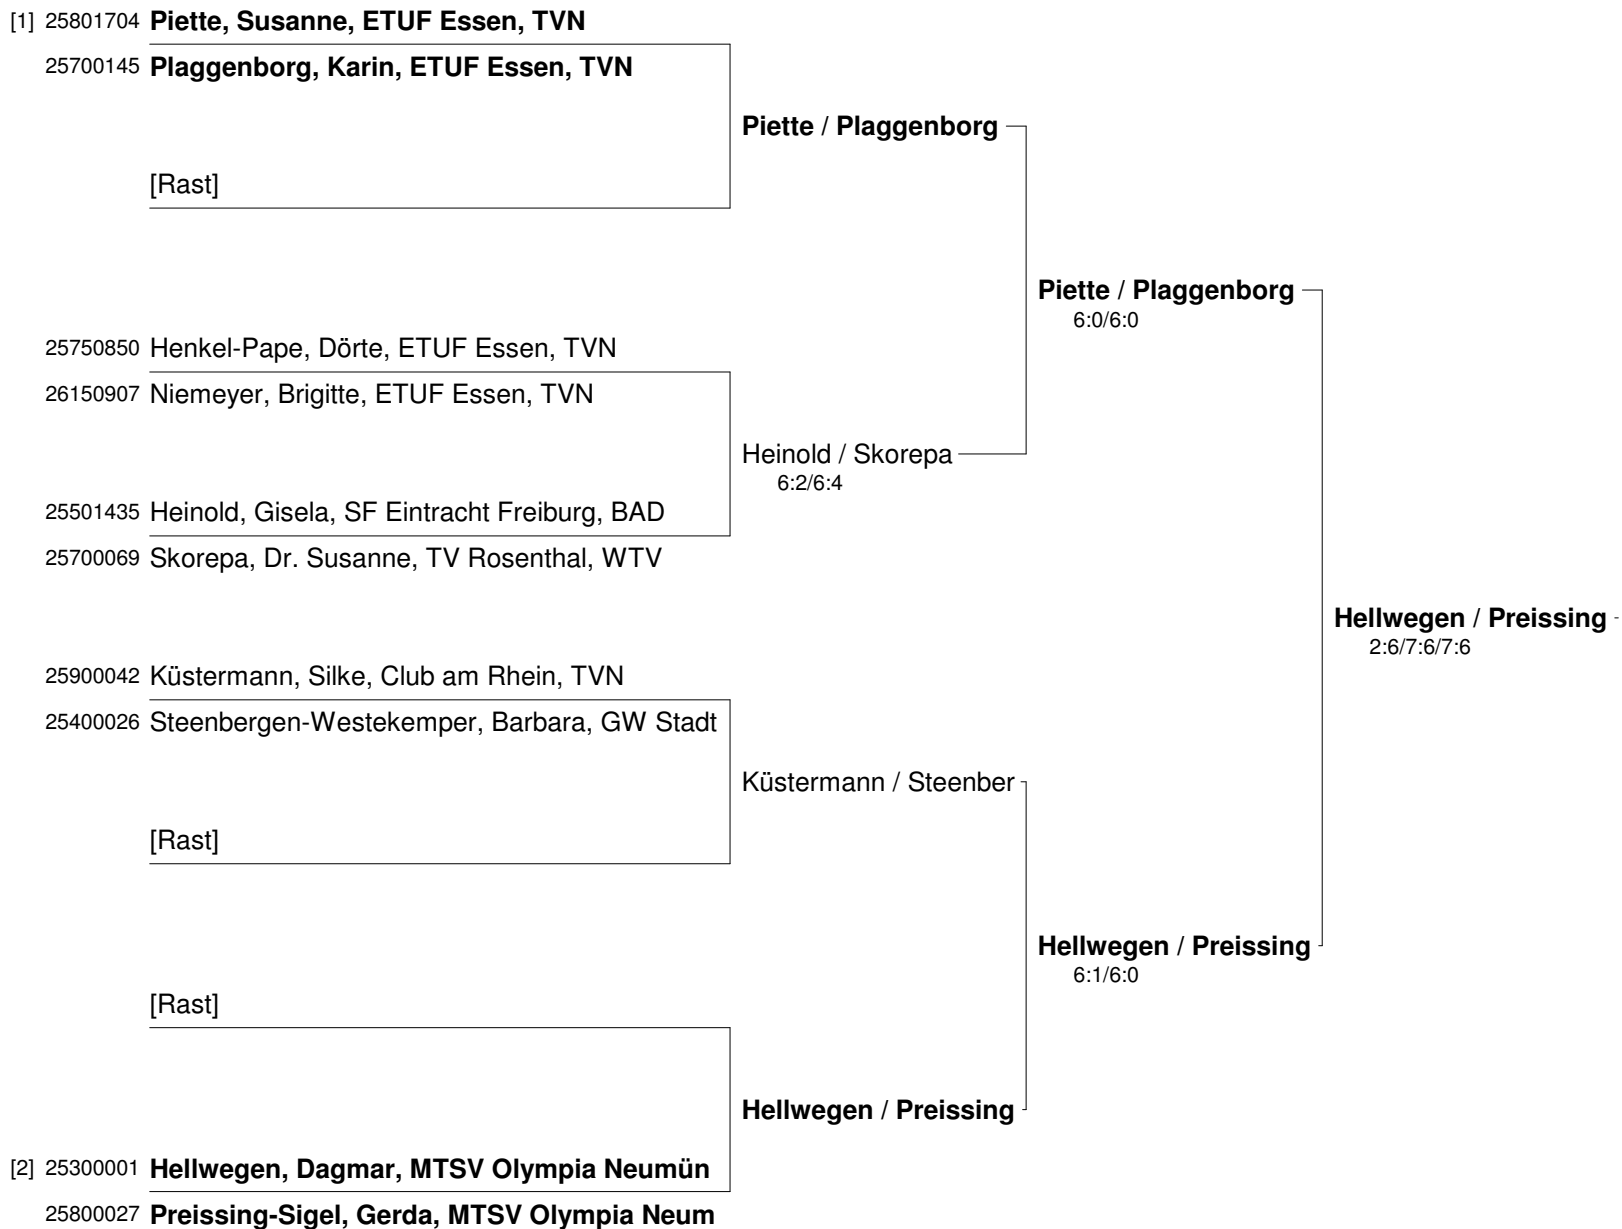 [1] 25801704 Piette, Susanne, ETUF Essen, TVN
25700145 Plaggenborg, Karin, ETUF Essen, TVN
Piette / Plaggenborg
[Rast]
Piette / Plaggenborg
6:0/6:0
25750850 Henkel-Pape, Dörte, ETUF Essen, TVN
26150907 Niemeyer, Brigitte, ETUF Essen, TVN
Heinold / Skorepa
6:2/6:4
25501435 Heinold, Gisela, SF Eintracht Freiburg, BAD
25700069 Skorepa, Dr. Susanne, TV Rosenthal, WTV
Hellwegen / Preissing
2:6/7:6/7:6
25900042 Küstermann, Silke, Club am Rhein, TVN
25400026 Steenbergen-Westekemper, Barbara, GW Stadt
Küstermann / Steenber
[Rast]
Hellwegen / Preissing
6:1/6:0
[Rast]
Hellwegen / Preissing
[2] 25300001 Hellwegen, Dagmar, MTSV Olympia Neumün
25800027 Preissing-Sigel, Gerda, MTSV Olympia Neum